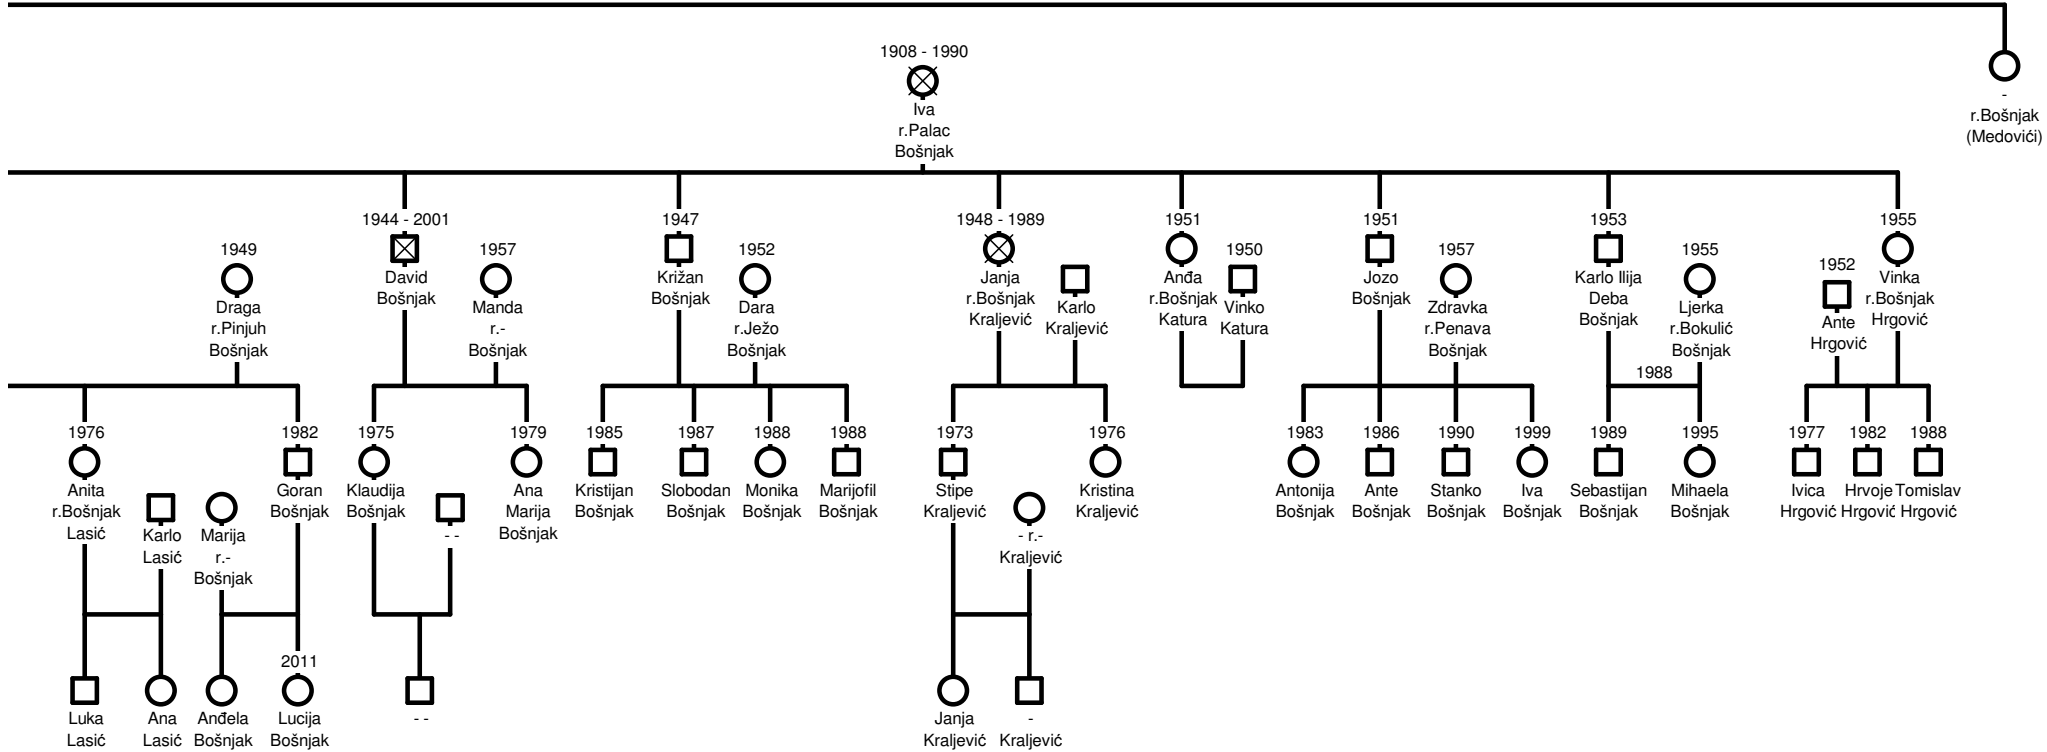 1908 - 1990
Iva
r.Palac
Bošnjak
-
r.Bošnjak
(Medovići)
1949
Draga
r.Pinjuh
Bošnjak
1944 - 2001
David
Bošnjak
1957
Manda
r.-
Bošnjak
1947
Križan
Bošnjak
1952
Dara
r.Ježo
Bošnjak
1948 - 1989
Janja
r.Bošnjak
Kraljević
Karlo
Kraljević
1951
Anđa
r.Bošnjak
Katura
1950
Vinko
Katura
1951
Jozo
Bošnjak
1957
Zdravka
r.Penava
Bošnjak
1953
Karlo Ilija
Deba
Bošnjak
1955
Ljerka
r.Bokulić
Bošnjak
1988
1952
Ante
Hrgović
1955
Vinka
r.Bošnjak
Hrgović
1976
Anita
r.Bošnjak
Lasić
Karlo
Lasić
Marija
r.-
Bošnjak
1982
Goran
Bošnjak
1975
Klaudija
Bošnjak
- -
1979
Ana
Marija
Bošnjak
1985
Kristijan
Bošnjak
1987
Slobodan
Bošnjak
1988
Monika
Bošnjak
1988
Marijofil
Bošnjak
1973
Stipe
Kraljević
- r.-
Kraljević
1976
Kristina
Kraljević
1983
Antonija
Bošnjak
1986
Ante
Bošnjak
1990
Stanko
Bošnjak
1999
Iva
Bošnjak
1989
Sebastijan
Bošnjak
1995
Mihaela
Bošnjak
1977
Ivica
Hrgović
1982
Hrvoje
Hrgović
1988
Tomislav
Hrgović
Luka
Lasić
Ana
Lasić
Anđela
Bošnjak
2011
Lucija
Bošnjak
- -
Janja
Kraljević
-
Kraljević